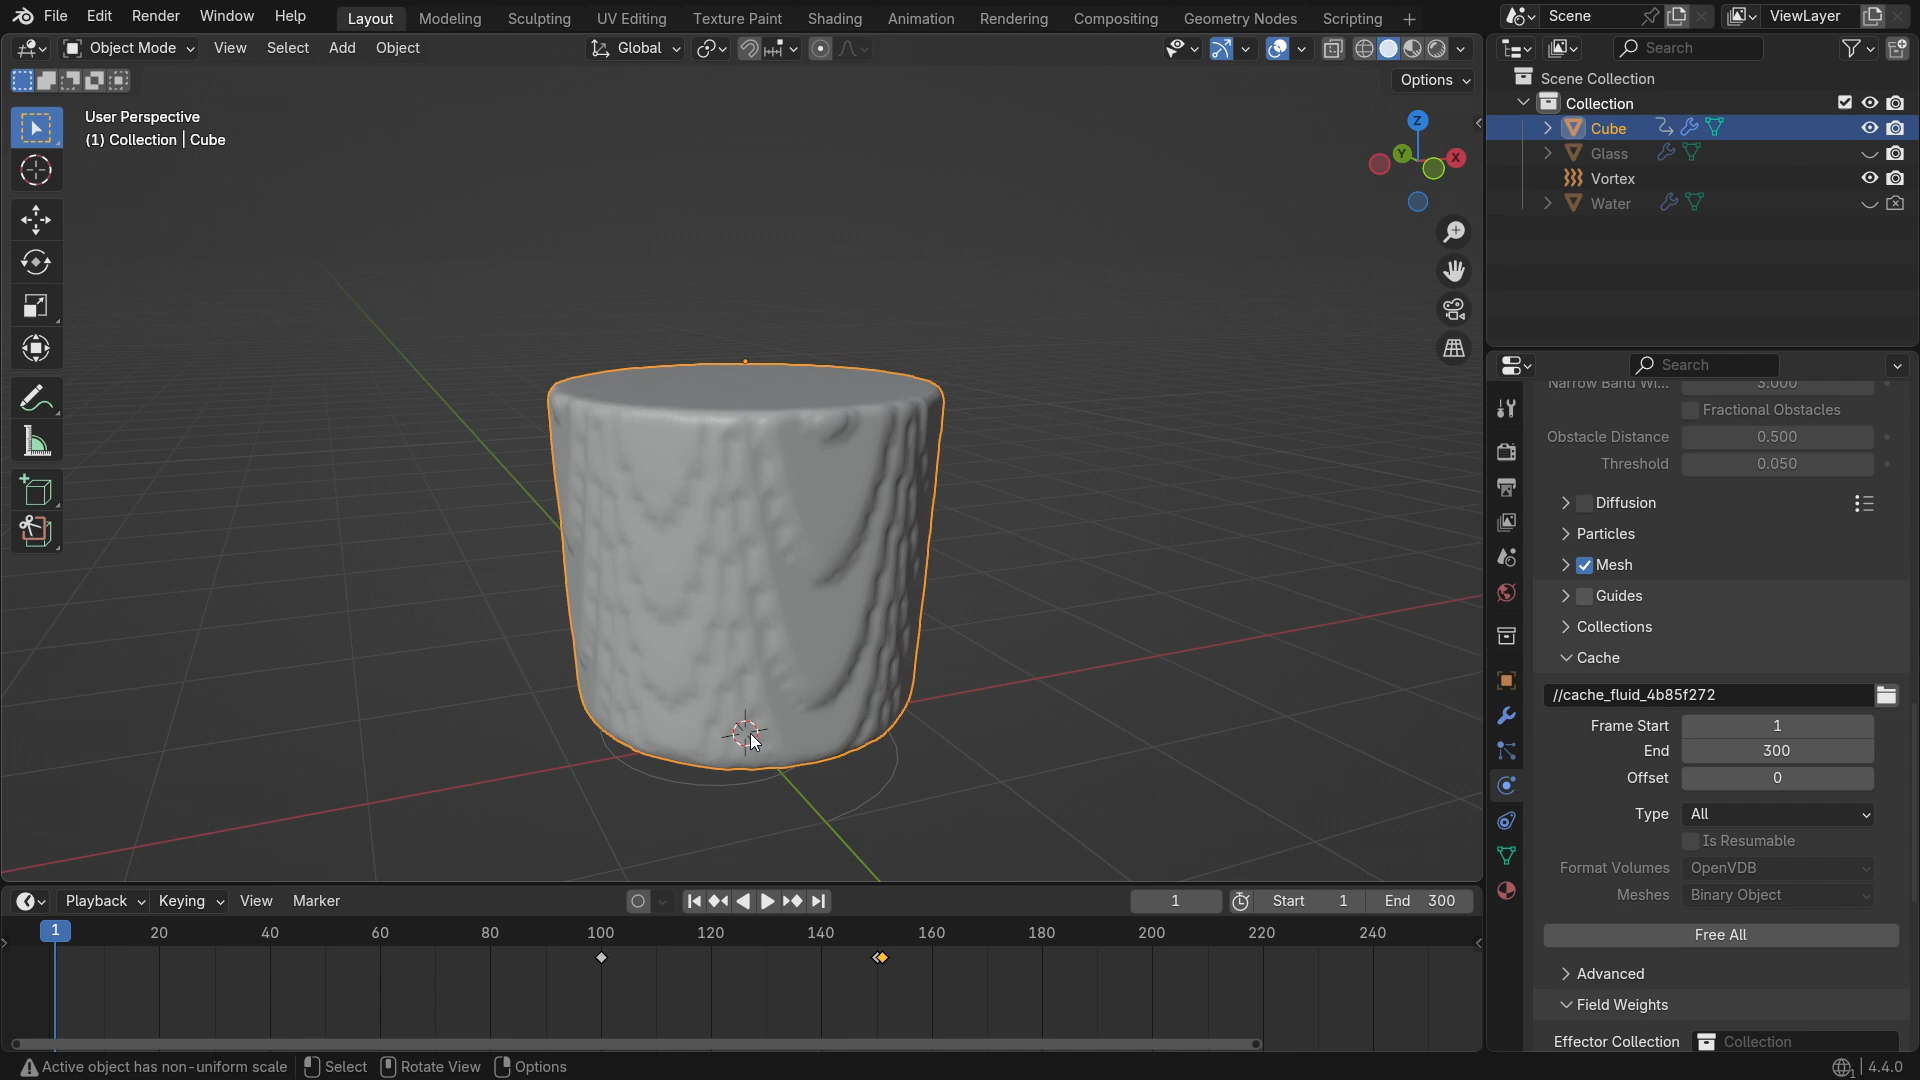 File Edit Render Window Help Layout Modeling Sculpting UV Editing Texture Paint Shading Animation Rendering Compositing Geometry Nodes Scripting + Scene ViewLayer
Object Mode View Select Add Object Global Search
Options
User Perspective
(1) Collection | Cube
Z
Y
X
Scene Collection
Collection
Cube
Glass
Vortex
Water
Search
Narrow Band Wi... 3.000
Fractional Obstacles
Obstacle Distance 0.500
Threshold 0.050
Diffusion
Particles
Mesh
Guides
Collections
Cache
//cache_fluid_4b85f272
Frame Start 1
End 300
Offset 0
Type All
Is Resumable
Format Volumes OpenVDB
Meshes Binary Object
Free All
Advanced
Field Weights
Effector Collection Collection
Playback Keying View Marker 1 Start 1 End 300
1 20 40 60 80 100 120 140 160 180 200 220 240
Active object has non-uniform scale Select Rotate View Options 4.4.0